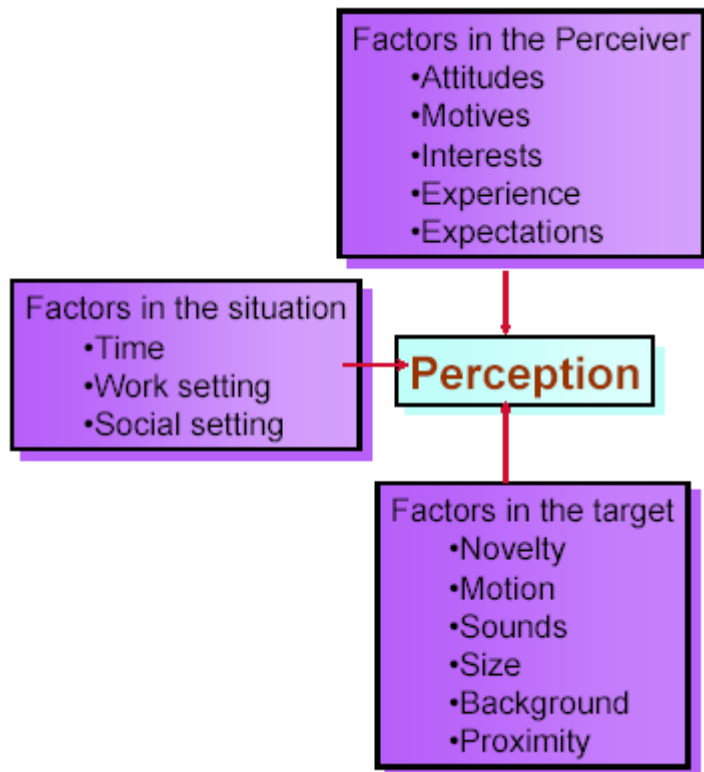 Factors in the Perceiver
•Attitudes
•Motives
•Interests
•Experience
•Expectations
Factors in the situation
•Time
•Work setting
•Social setting
Perception
Factors in the target
•Novelty
•Motion
•Sounds
•Size
•Background
•Proximity